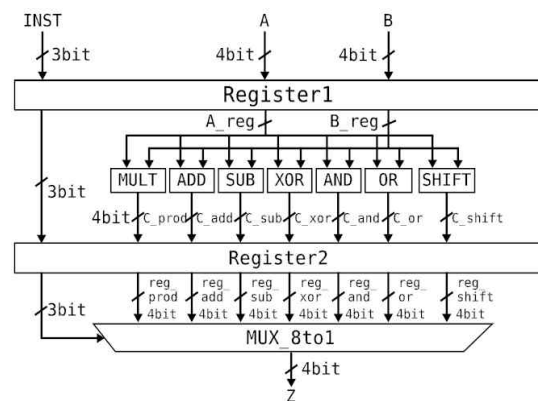 INST A B
3bit 4bit 4bit
Register1
A_reg B_reg
MULT ADD SUB XOR AND OR SHIFT
3bit
4bit C_prod C_add C_sub C_xor C_and C_or C_shift
Register2
reg_ reg_ reg_ reg_ reg_ reg_ reg_
prod add sub xor and or shift
3bit 4bit 4bit 4bit 4bit 4bit 4bit 4bit
MUX_8to1
4bit
Z